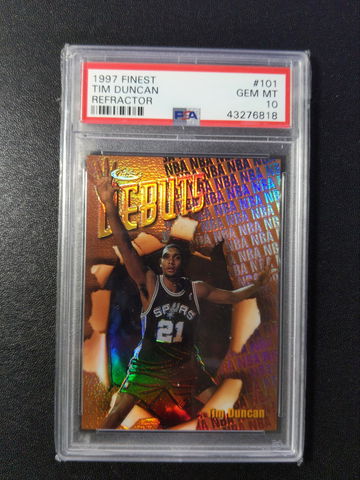 1997 FINEST #101
TIM DUNCAN GEM MT
REFRACTOR PSA 10
43276818
Finest
DEBUTS
NBA NBA NBA NBA
SPURS
21
Tim Duncan